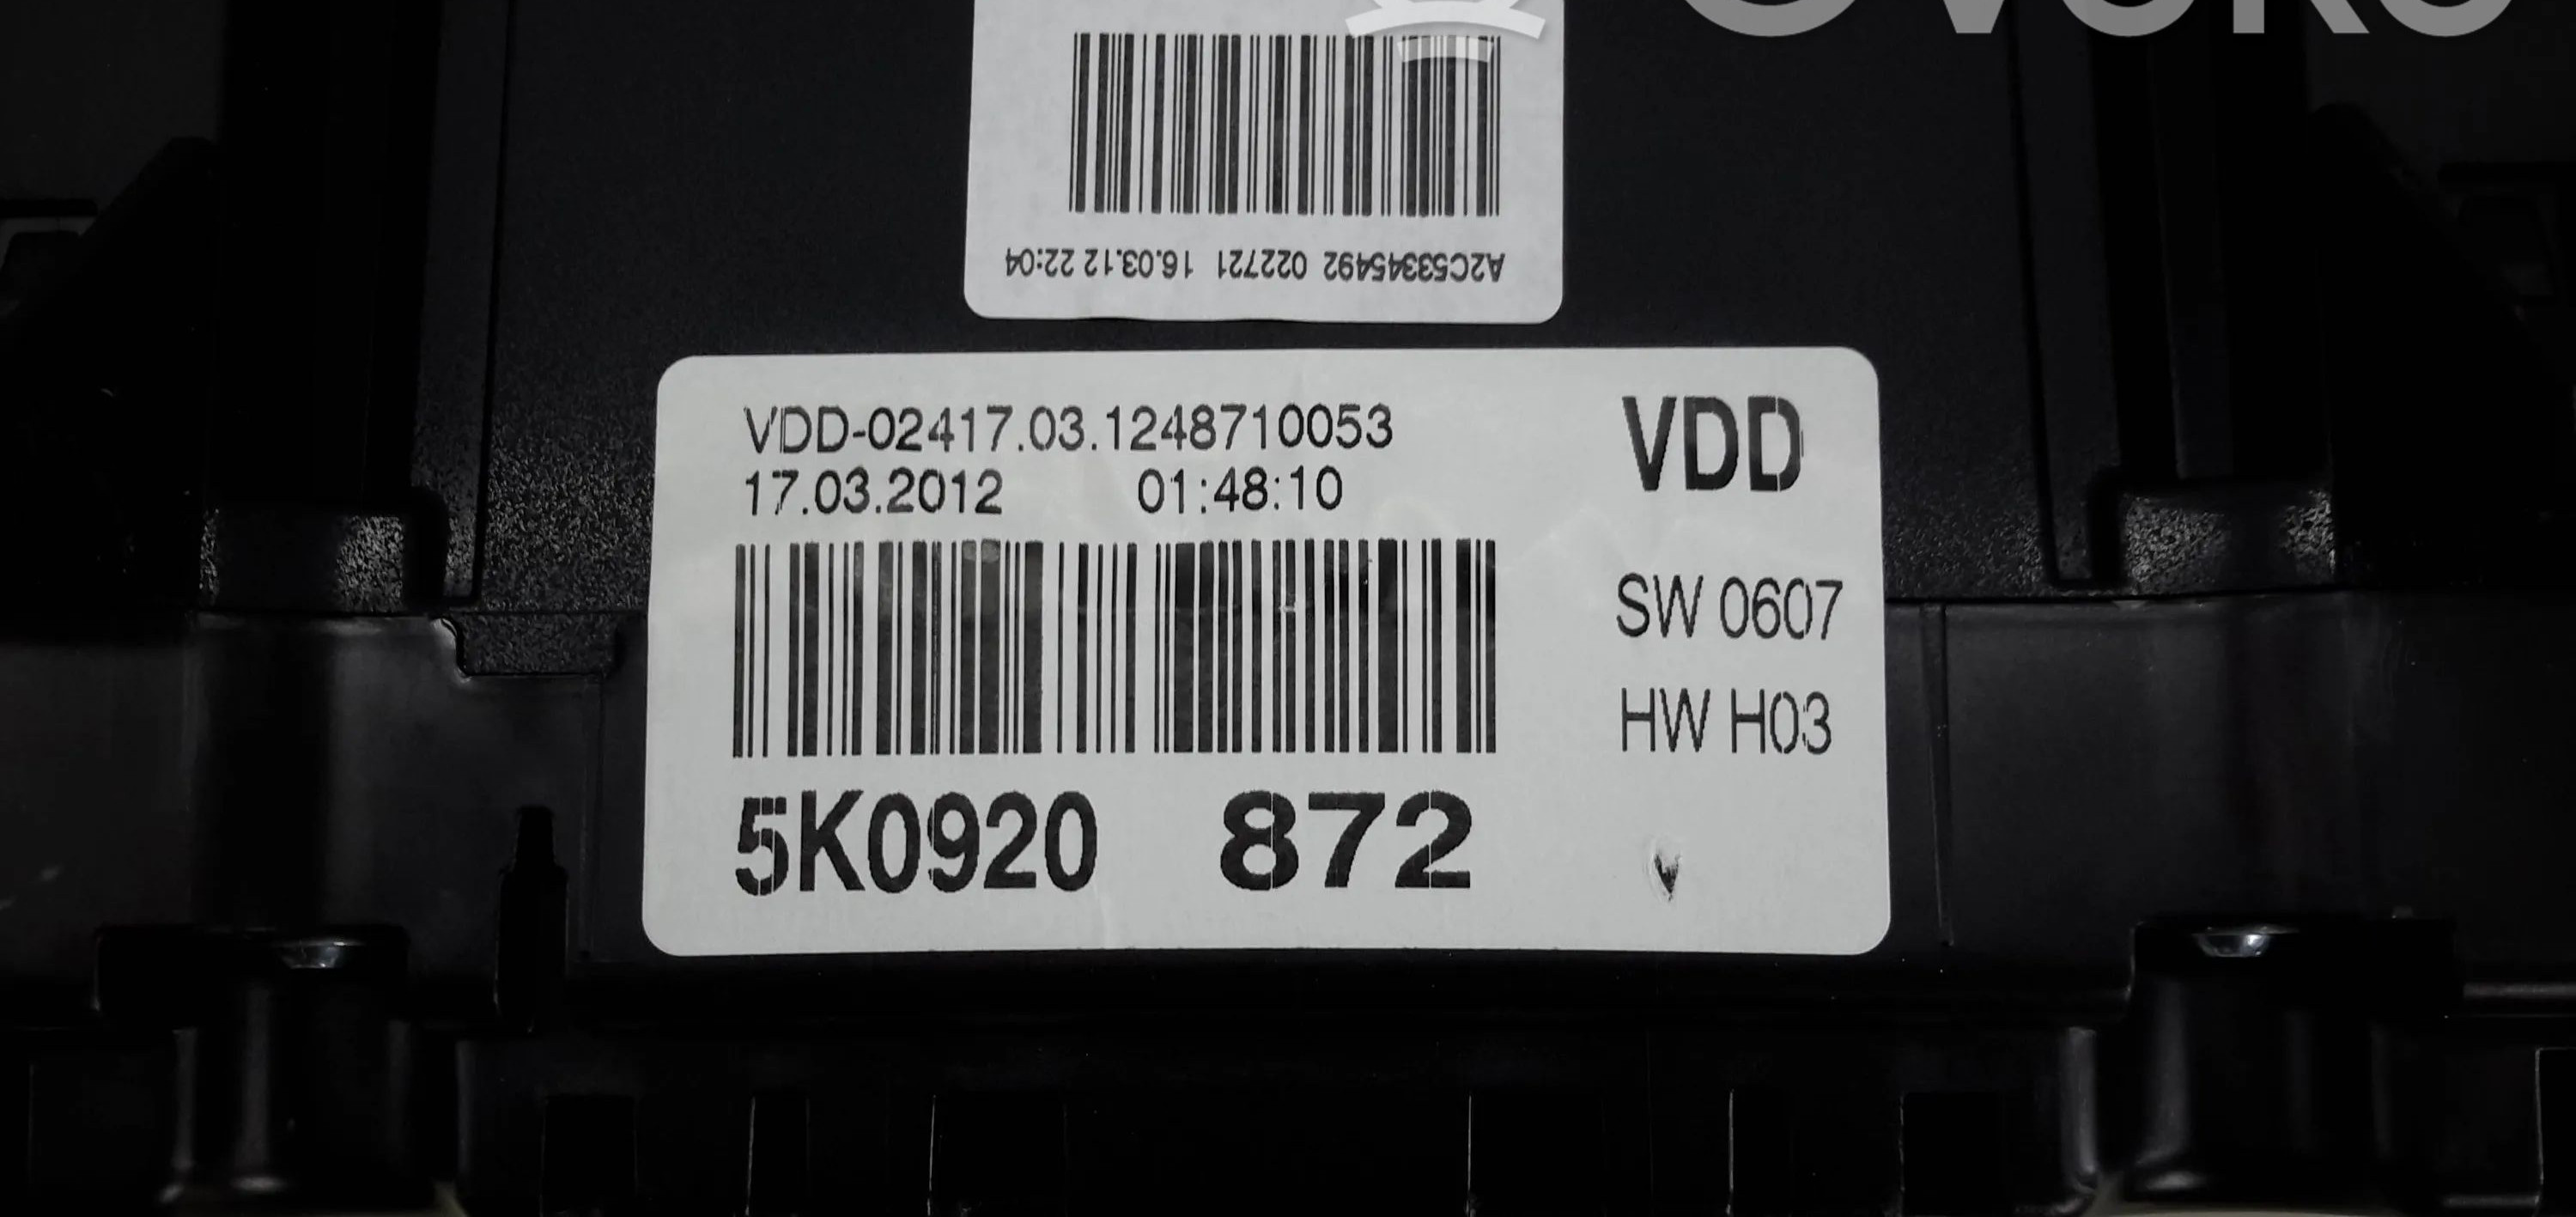 A2C53345492 022721 16.03.12 22:04
VDD-02417.03.1248710053
17.03.2012 01:48:10
VDD
SW 0607
HW H03
5K0920 872